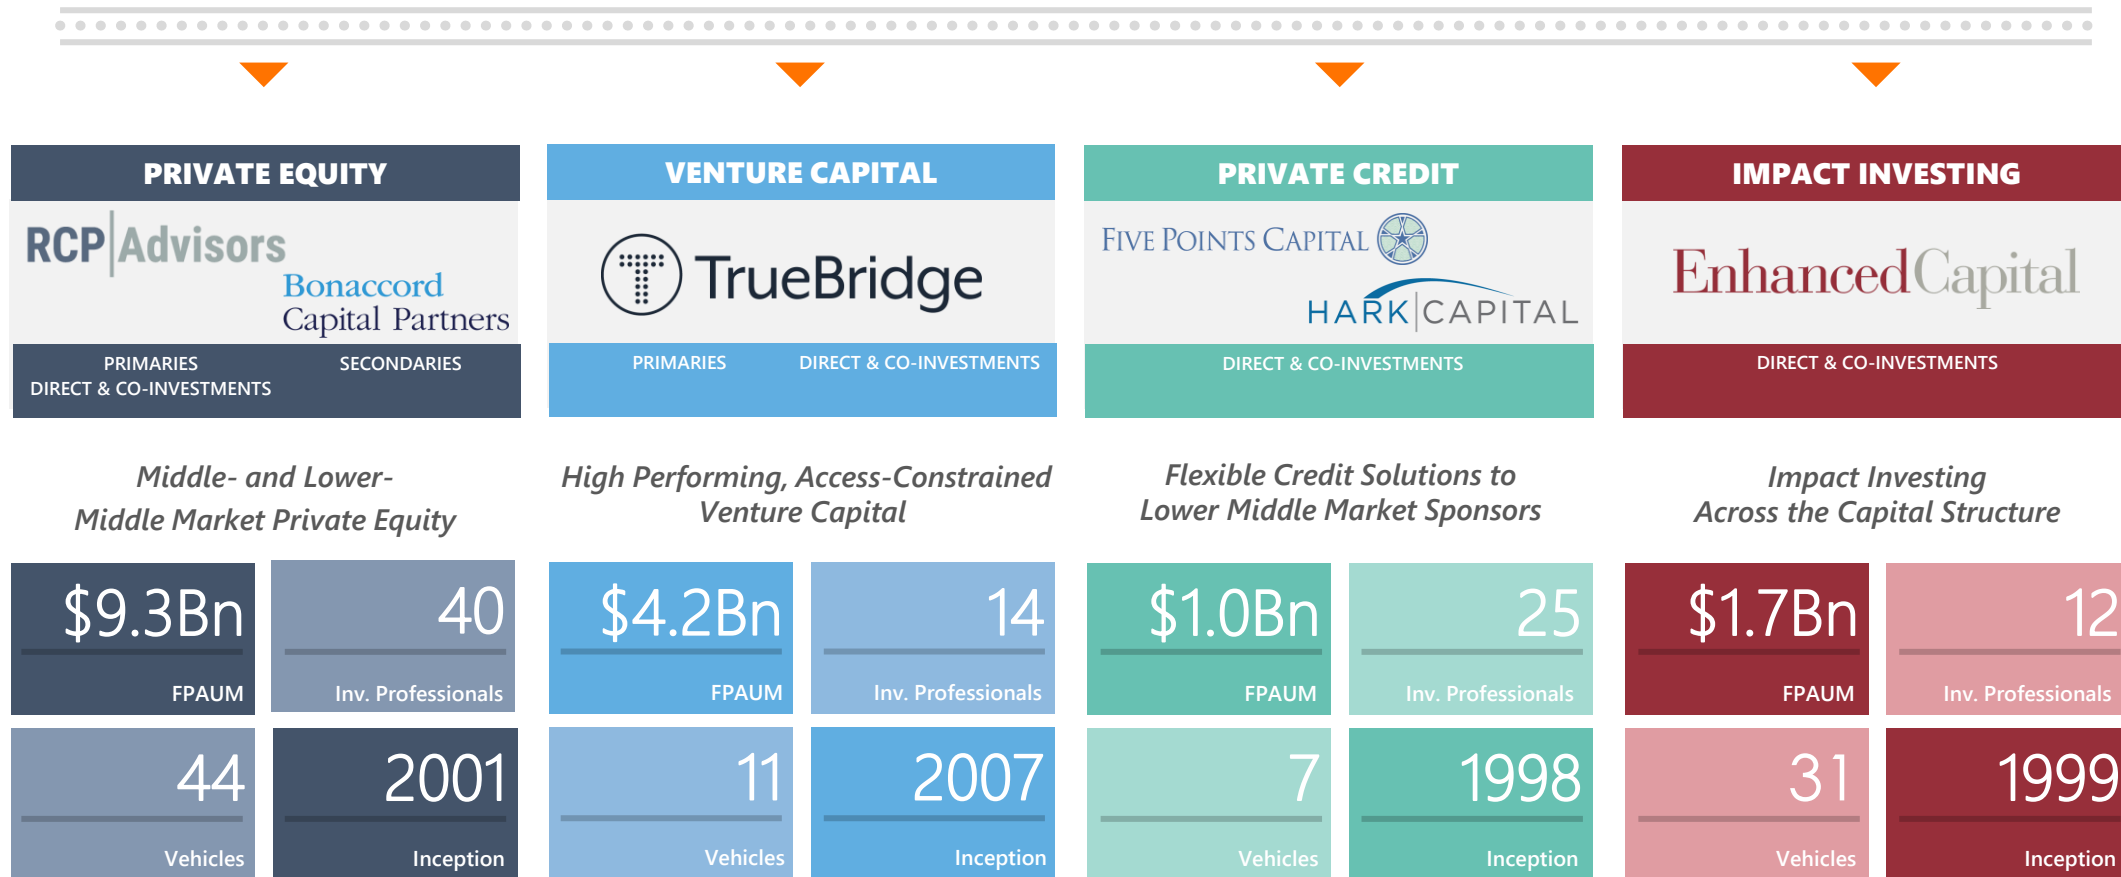 PRIVATE EQUITY
RCP Advisors
Bonaccord
Capital Partners
PRIMARIES
DIRECT & CO-INVESTMENTS
SECONDARIES
Middle- and Lower-
Middle Market Private Equity
$9.3Bn
FPAUM
40
Inv. Professionals
44
Vehicles
2001
Inception
VENTURE CAPITAL
T TrueBridge
PRIMARIES
DIRECT & CO-INVESTMENTS
High Performing, Access-Constrained
Venture Capital
$4.2Bn
FPAUM
14
Inv. Professionals
11
Vehicles
2007
Inception
PRIVATE CREDIT
FIVE POINTS CAPITAL
HARK CAPITAL
DIRECT & CO-INVESTMENTS
Flexible Credit Solutions to
Lower Middle Market Sponsors
$1.0Bn
FPAUM
25
Inv. Professionals
7
Vehicles
1998
Inception
IMPACT INVESTING
EnhancedCapital
DIRECT & CO-INVESTMENTS
Impact Investing
Across the Capital Structure
$1.7Bn
FPAUM
12
Inv. Professionals
31
Vehicles
1999
Inception